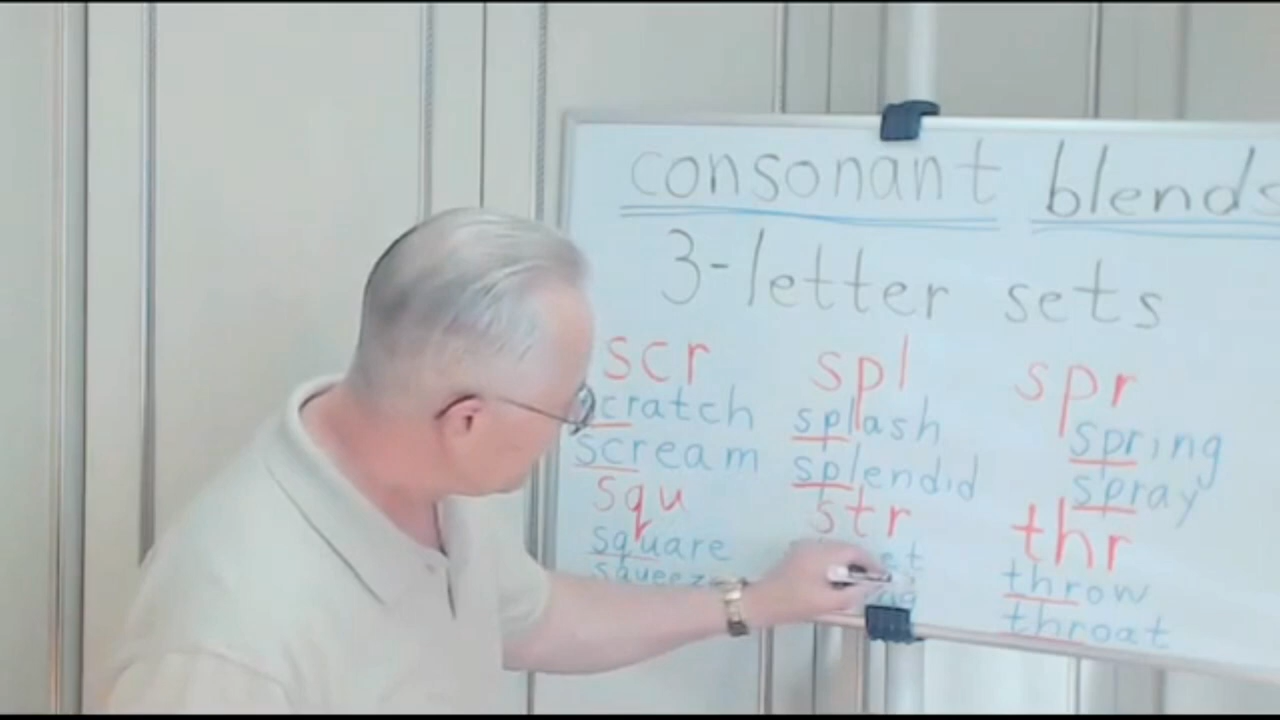 consonant blends
3-letter sets
scr spl spr
scratch splash spring
scream splendid spray
squ str thr
square throw
throat